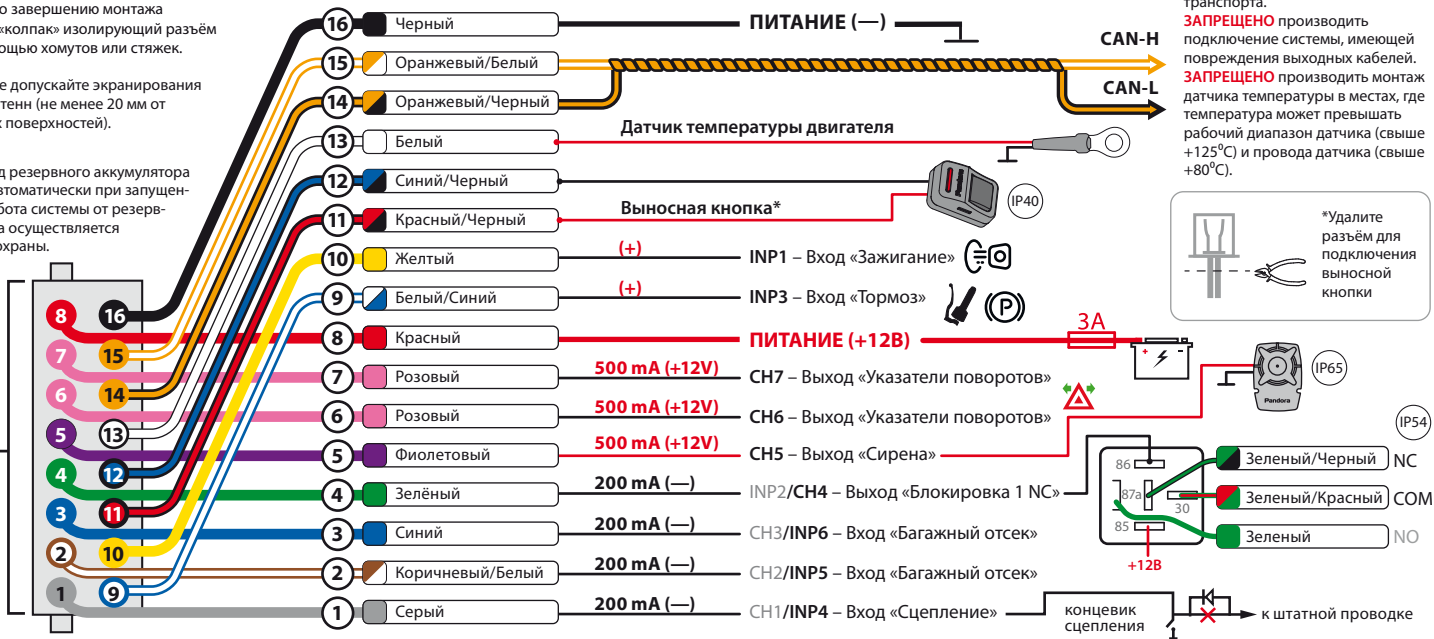 о завершению монтажа
«колпак» изолирующий разъём
ощью хомутов или стяжек.
е допускайте экранирования
тенн (не менее 20 мм от
х поверхностей).
д резервного аккумулятора
втоматически при запущен-
бота системы от резерв-
а осуществляется
охраны.
8
7
6
5
4
3
2
1
16
15
14
13
12
11
10
9
16 Черный ПИТАНИЕ (—)
15 Оранжевый/Белый CAN-H
14 Оранжевый/Черный CAN-L
13 Белый Датчик температуры двигателя
12 Синий/Черный
11 Красный/Черный Выносная кнопка*
Pandora
IP40
10 Желтый (+) INP1 – Вход «Зажигание»
9 Белый/Синий (+) INP3 – Вход «Тормоз» (P)
8 Красный ПИТАНИЕ (+12В) 3А
+ -
7 Розовый 500 mA (+12V) CH7 – Выход «Указатели поворотов»
6 Розовый 500 mA (+12V) CH6 – Выход «Указатели поворотов»
5 Фиолетовый 500 mA (+12V) CH5 – Выход «Сирена»
4 Зелёный 200 mA (—) INP2/CH4 – Выход «Блокировка 1 NC»
3 Синий 200 mA (—) CH3/INP6 – Вход «Багажный отсек»
2 Коричневый/Белый 200 mA (—) CH2/INP5 – Вход «Багажный отсек»
1 Серый 200 mA (—) CH1/INP4 – Вход «Сцепление»
концевик
сцепления
к штатной проводке
транспорта.
ЗАПРЕЩЕНО производить
подключение системы, имеющей
повреждения выходных кабелей.
ЗАПРЕЩЕНО производить монтаж
датчика температуры в местах, где
температура может превышать
рабочий диапазон датчика (свыше
+125⁰С) и провода датчика (свыше
+80⁰С).
*Удалите
разъём для
подключения
выносной
кнопки
Pandora
IP65
IP54
86
87a
30
85
+12В
Зеленый/Черный NC
Зеленый/Красный COM
Зеленый NO